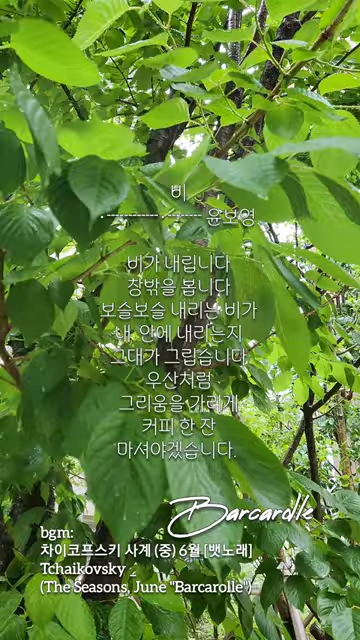 비
. ------------ -------- 윤보영
비가 내립니다
창밖을 봅니다
보슬보슬 내리는 비가
내 안에 내리는지
그대가 그립습니다.
우산처럼
그리움을 가리게
커피 한 잔
마셔야겠습니다.
Barcarolle
bgm:
차이코프스키 사계 (중) 6월 [뱃노래]
Tchaikovsky _
(The Seasons, June "Barcarolle")